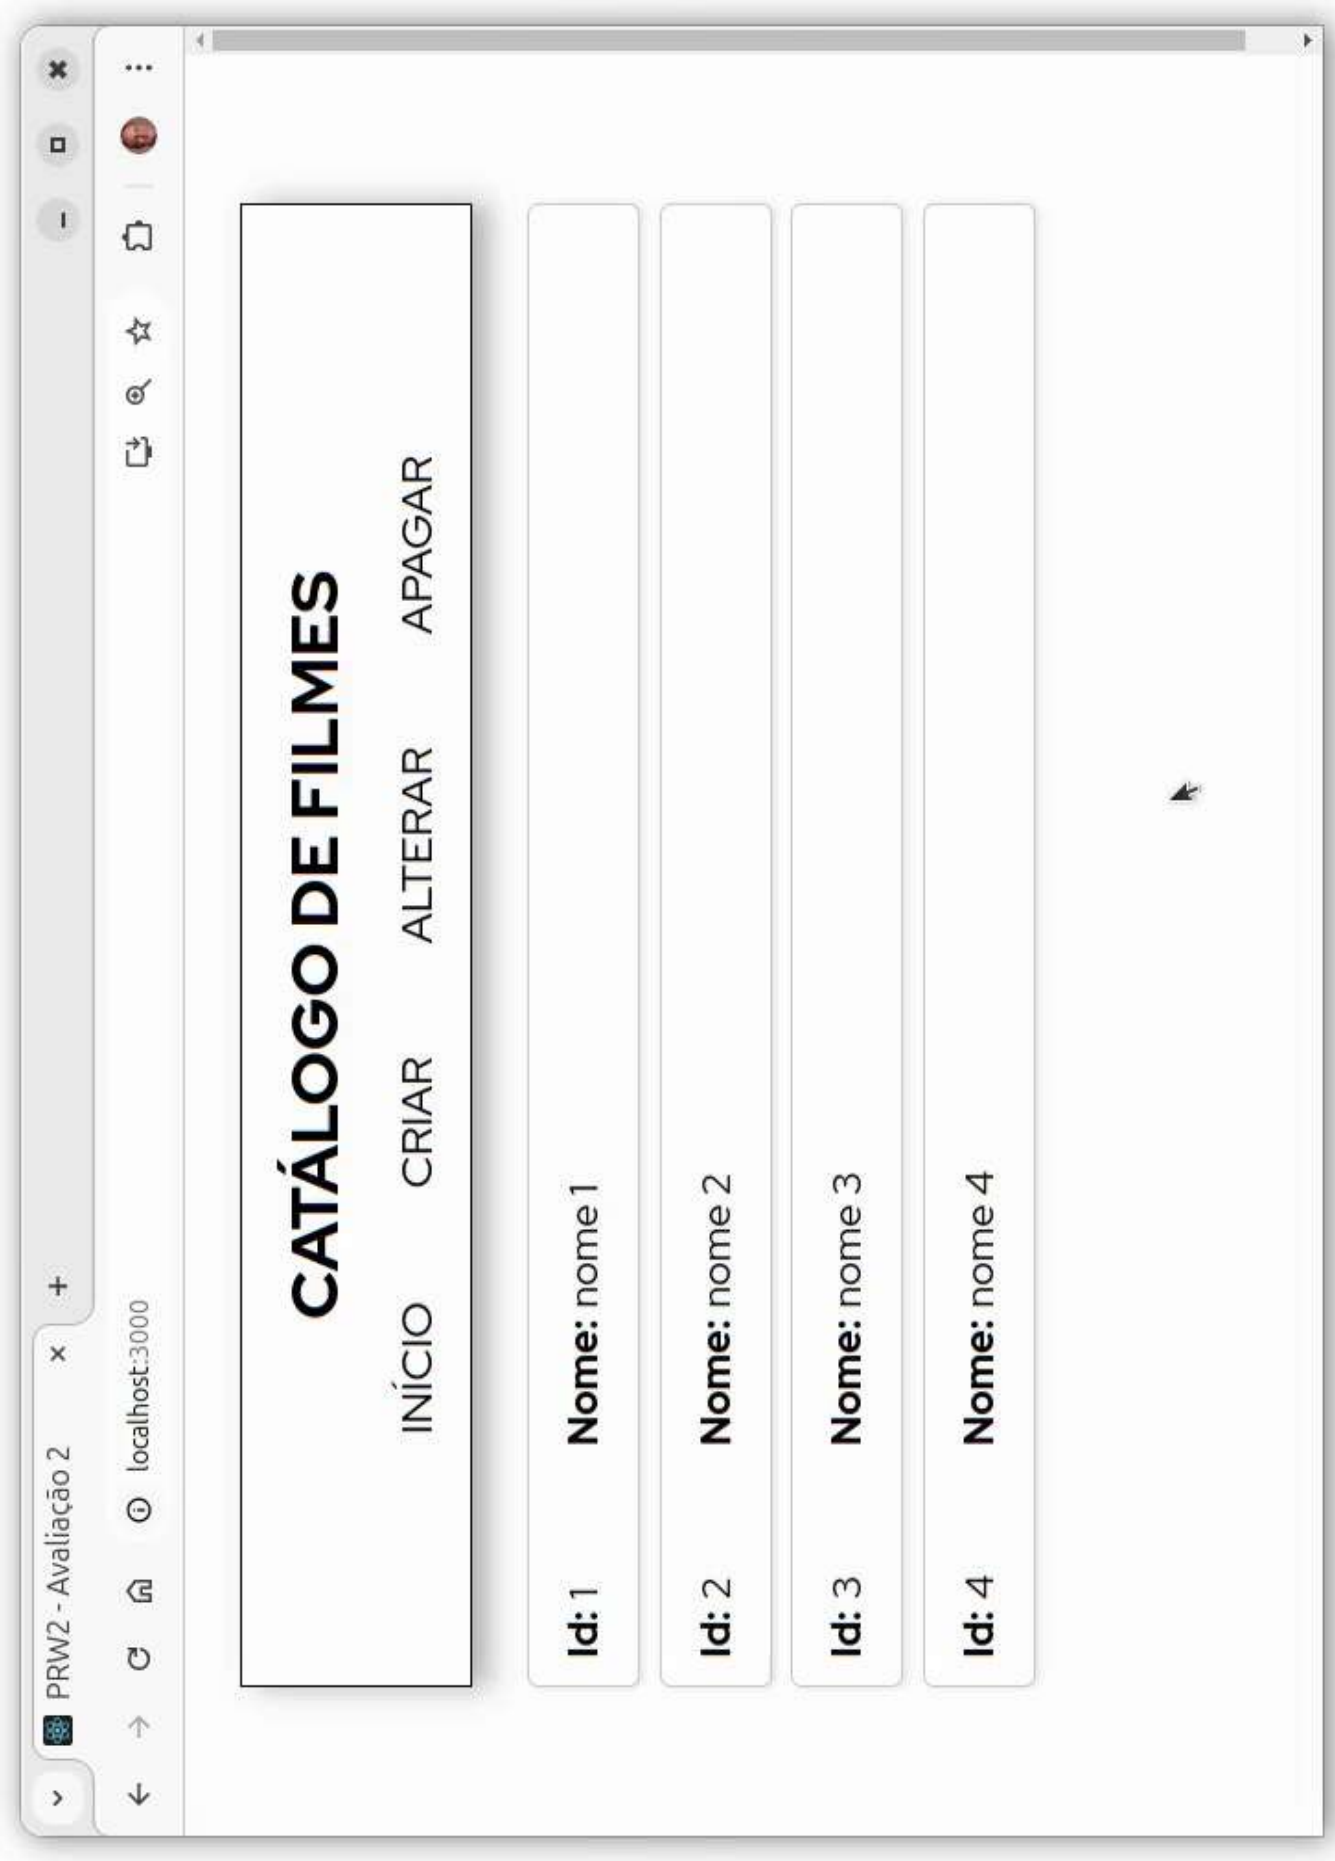 PRW2 - Avaliação 2
localhost:3000
CATÁLOGO DE FILMES
INÍCIO CRIAR ALTERAR APAGAR
Id: 1 Nome: nome 1
Id: 2 Nome: nome 2
Id: 3 Nome: nome 3
Id: 4 Nome: nome 4